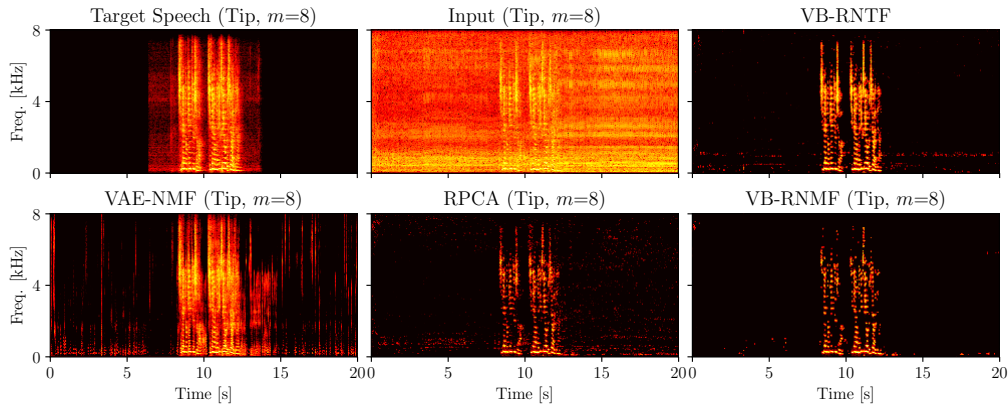 Target Speech (Tip, m=8)
Input (Tip, m=8)
VB-RNTF
Freq. [kHz]
8
4
0
VAE-NMF (Tip, m=8)
RPCA (Tip, m=8)
VB-RNMF (Tip, m=8)
Freq. [kHz]
8
4
0
0 5 10 15 20
0 5 10 15 20
0 5 10 15 20
Time [s]
Time [s]
Time [s]